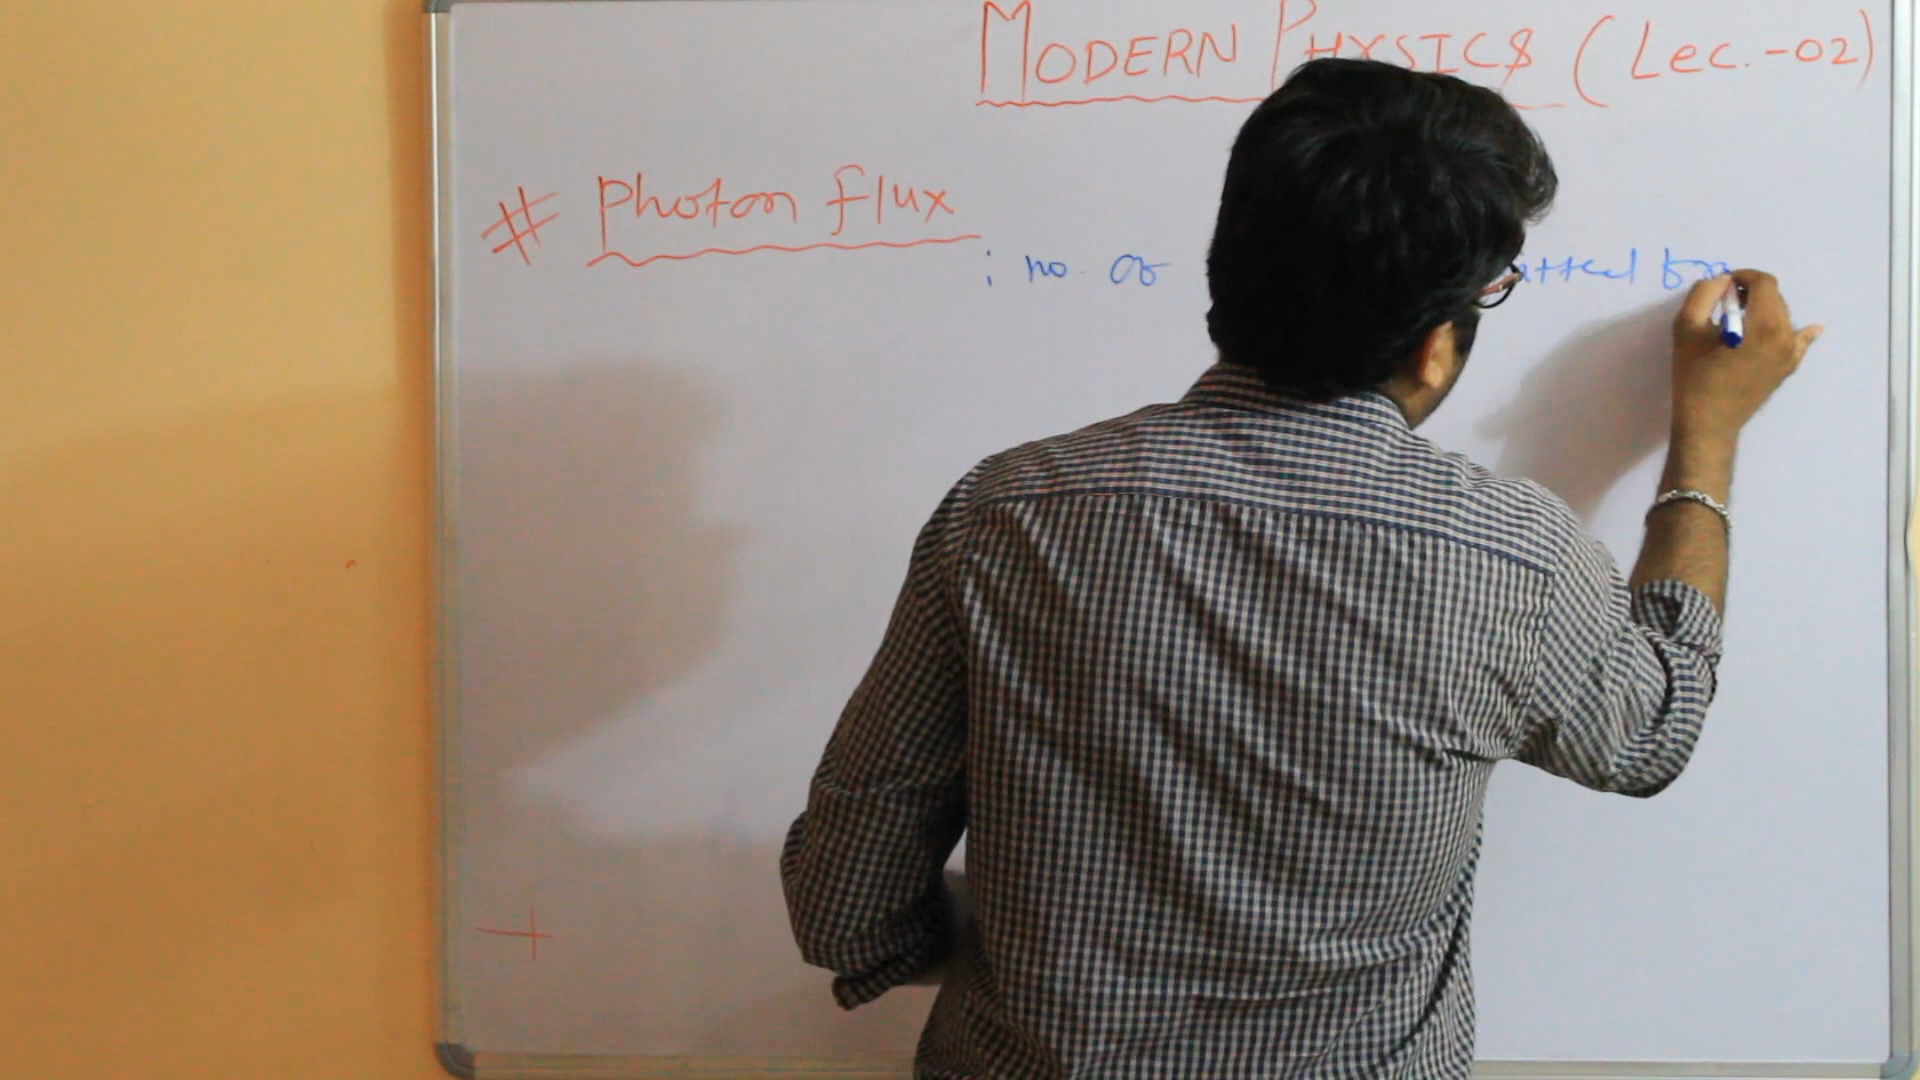 MODERN PHYSICS (Lec.-02)
# Photon flux
; no. of